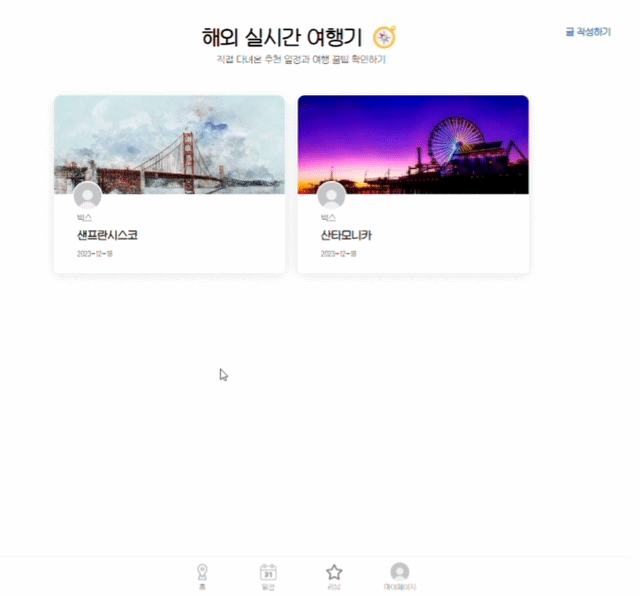 해외 실시간 여행기
글 작성하기
직접 다녀온 추천 일정과 여행 꿀팁 확인하기
빅스
샌프란시스코
2023-12-18
빅스
산타모니카
2023-12-18
홈
일정
31
리뷰
마이페이지